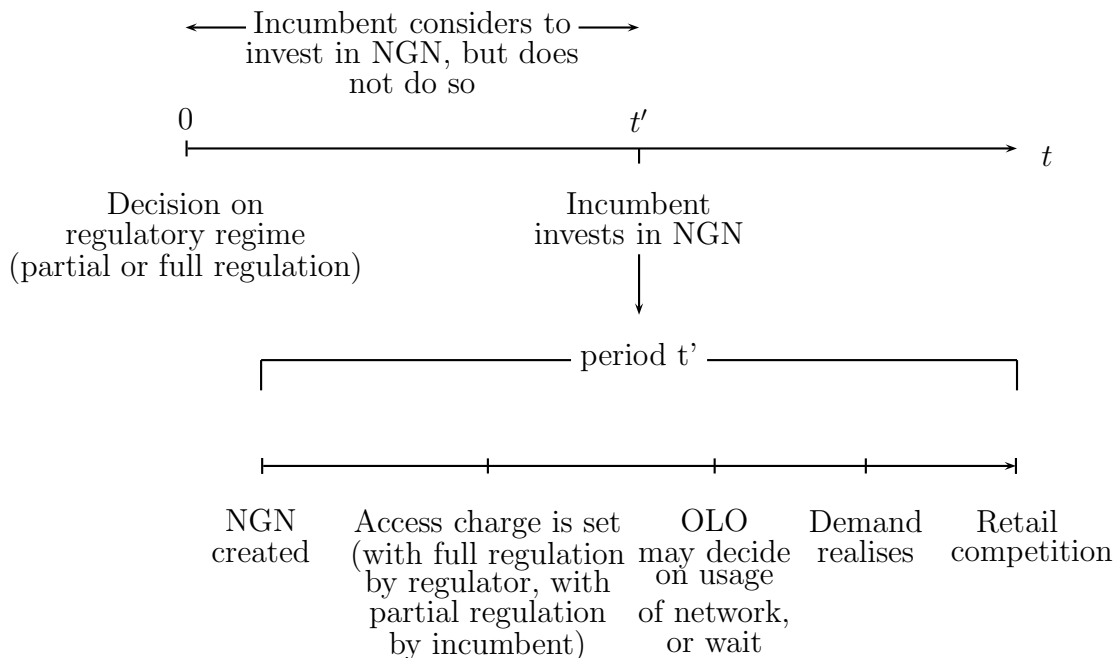 Incumbent considers to
invest in NGN, but does
not do so
0
t′
t
Decision on
regulatory regime
(partial or full regulation)
Incumbent
invests in NGN
period t'
NGN
created
Access charge is set
(with full regulation
by regulator, with
partial regulation
by incumbent)
OLO
may decide
on usage
of network,
or wait
Demand
realises
Retail
competition